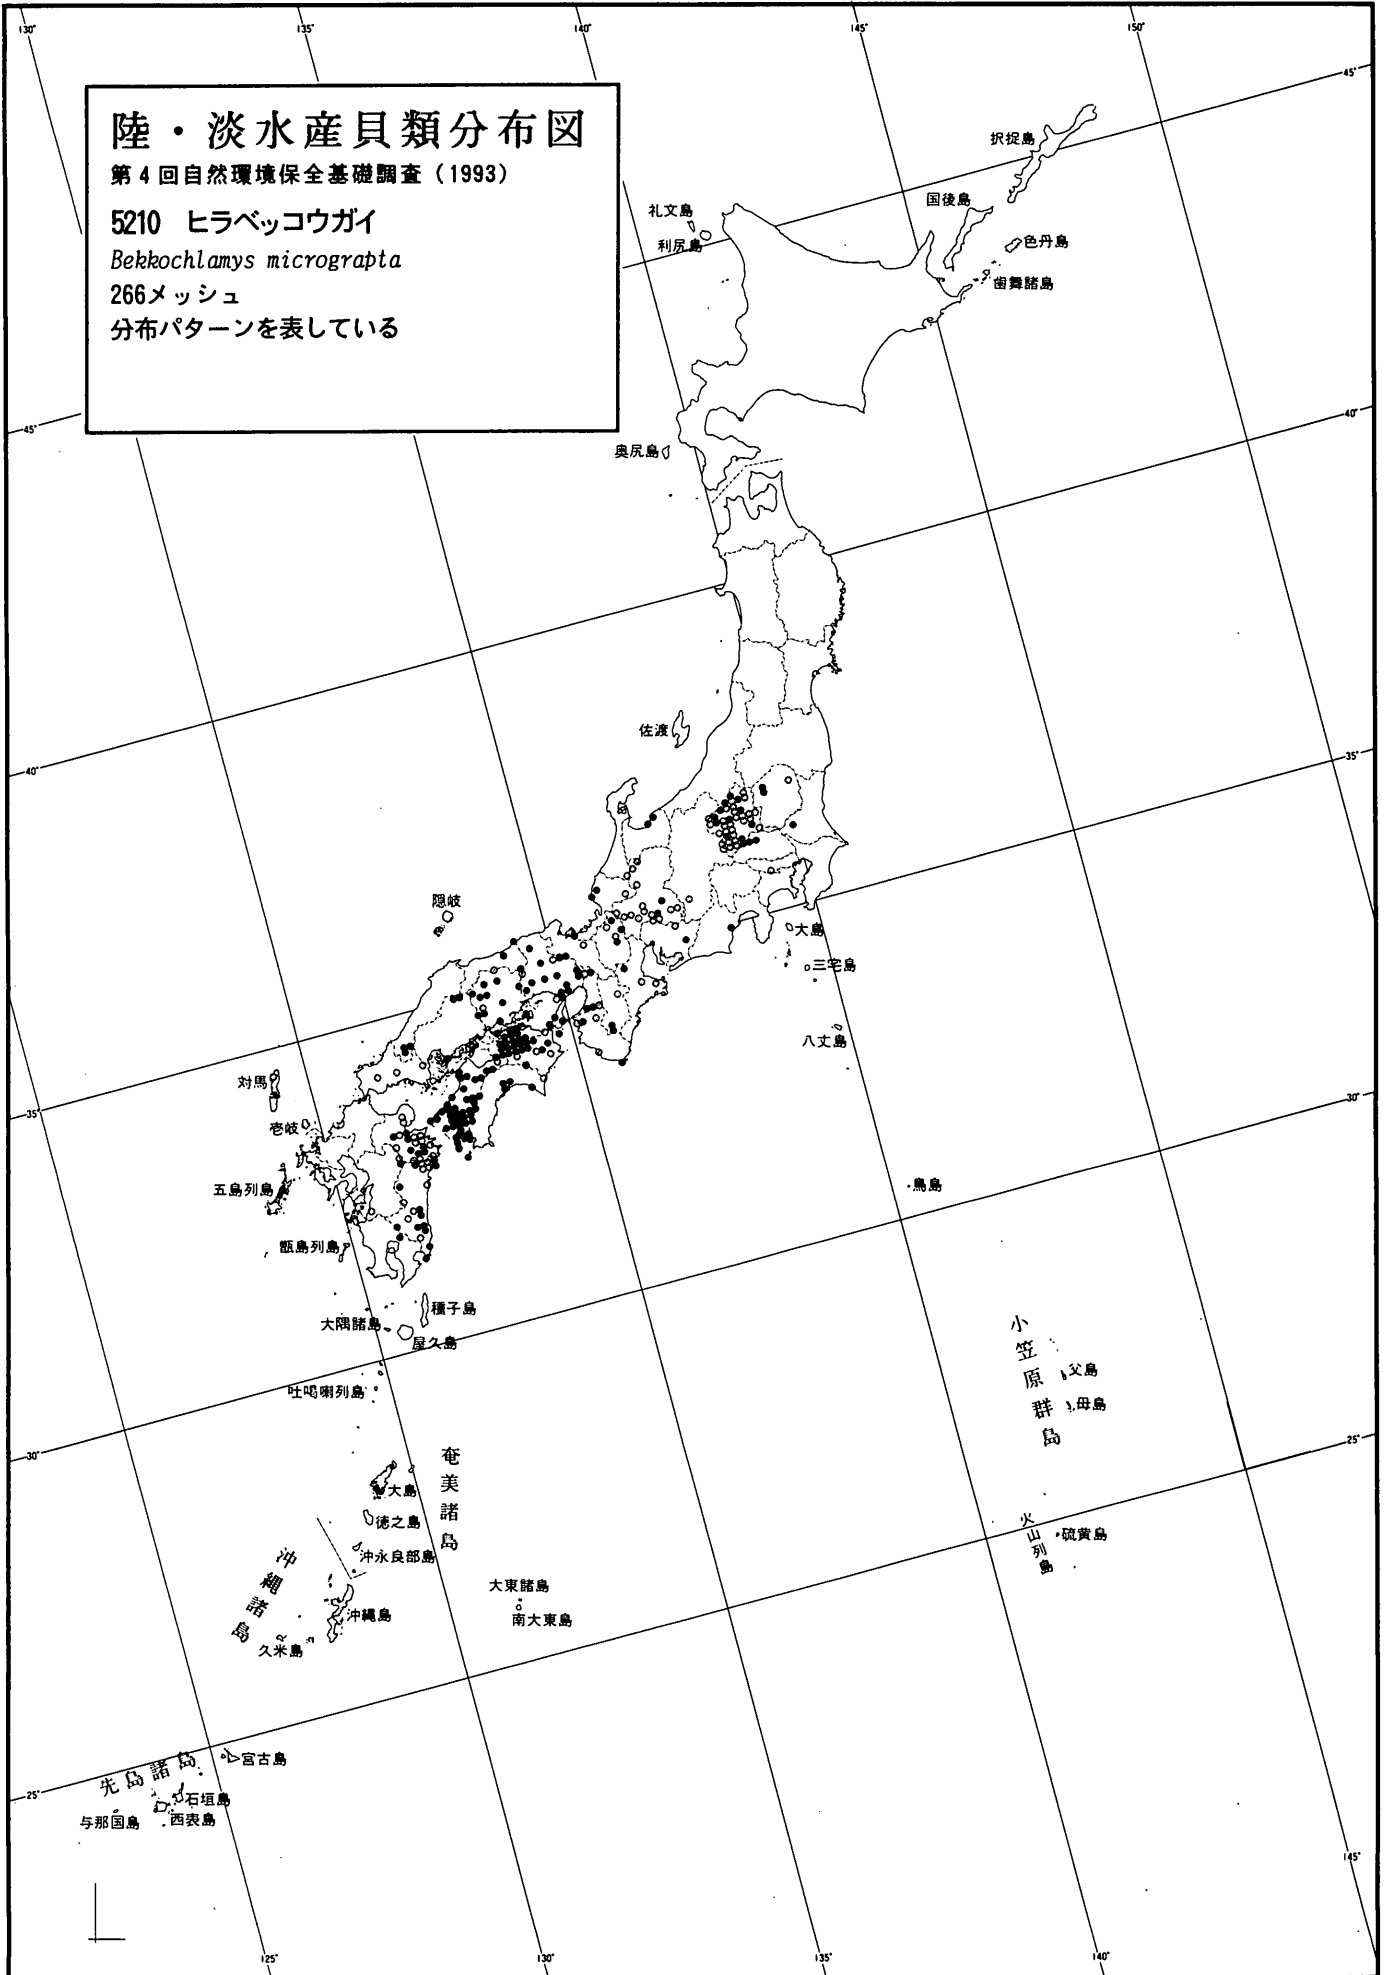 130°
135°
140°
145°
150°
陸・淡水産貝類分布図
第4回自然環境保全基礎調査（1993）
5210 ヒラベッコウガイ
Bekkochlamys micrograpta
266メッシュ
分布パターンを表している
45°
択捉島
国後島
礼文島
利尻島
色丹島
歯舞諸島
40°
45°
奥尻島
佐渡
35°
40°
隠岐
大島
三宅島
八丈島
対馬
30°
35°
壱岐
五島列島
鳥島
甑島列島
種子島
大隅諸島
屋久島
小笠原群島
父島
吐喝喇列島
母島
25°
30°
奄美諸島
大島
徳之島
火山列島
硫黄島
沖永良部島
沖縄諸島
大東諸島
沖縄島
南大東島
久米島
先島諸島
宮古島
25°
石垣島
与那国島
西表島
145°
125°
130°
135°
140°